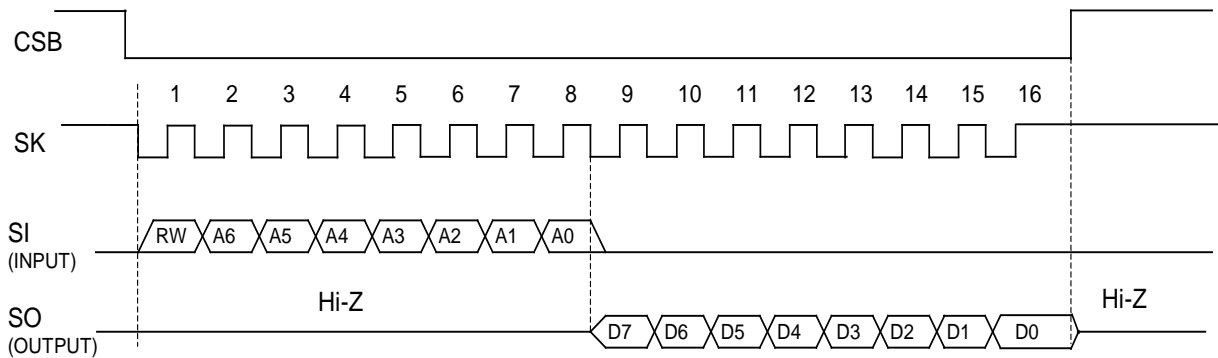 CSB
1 2 3 4 5 6 7 8 9 10 11 12 13 14 15 16
SK
SI
(INPUT)
RW A6 A5 A4 A3 A2 A1 A0
Hi-Z
Hi-Z
SO
(OUTPUT)
D7 D6 D5 D4 D3 D2 D1 D0